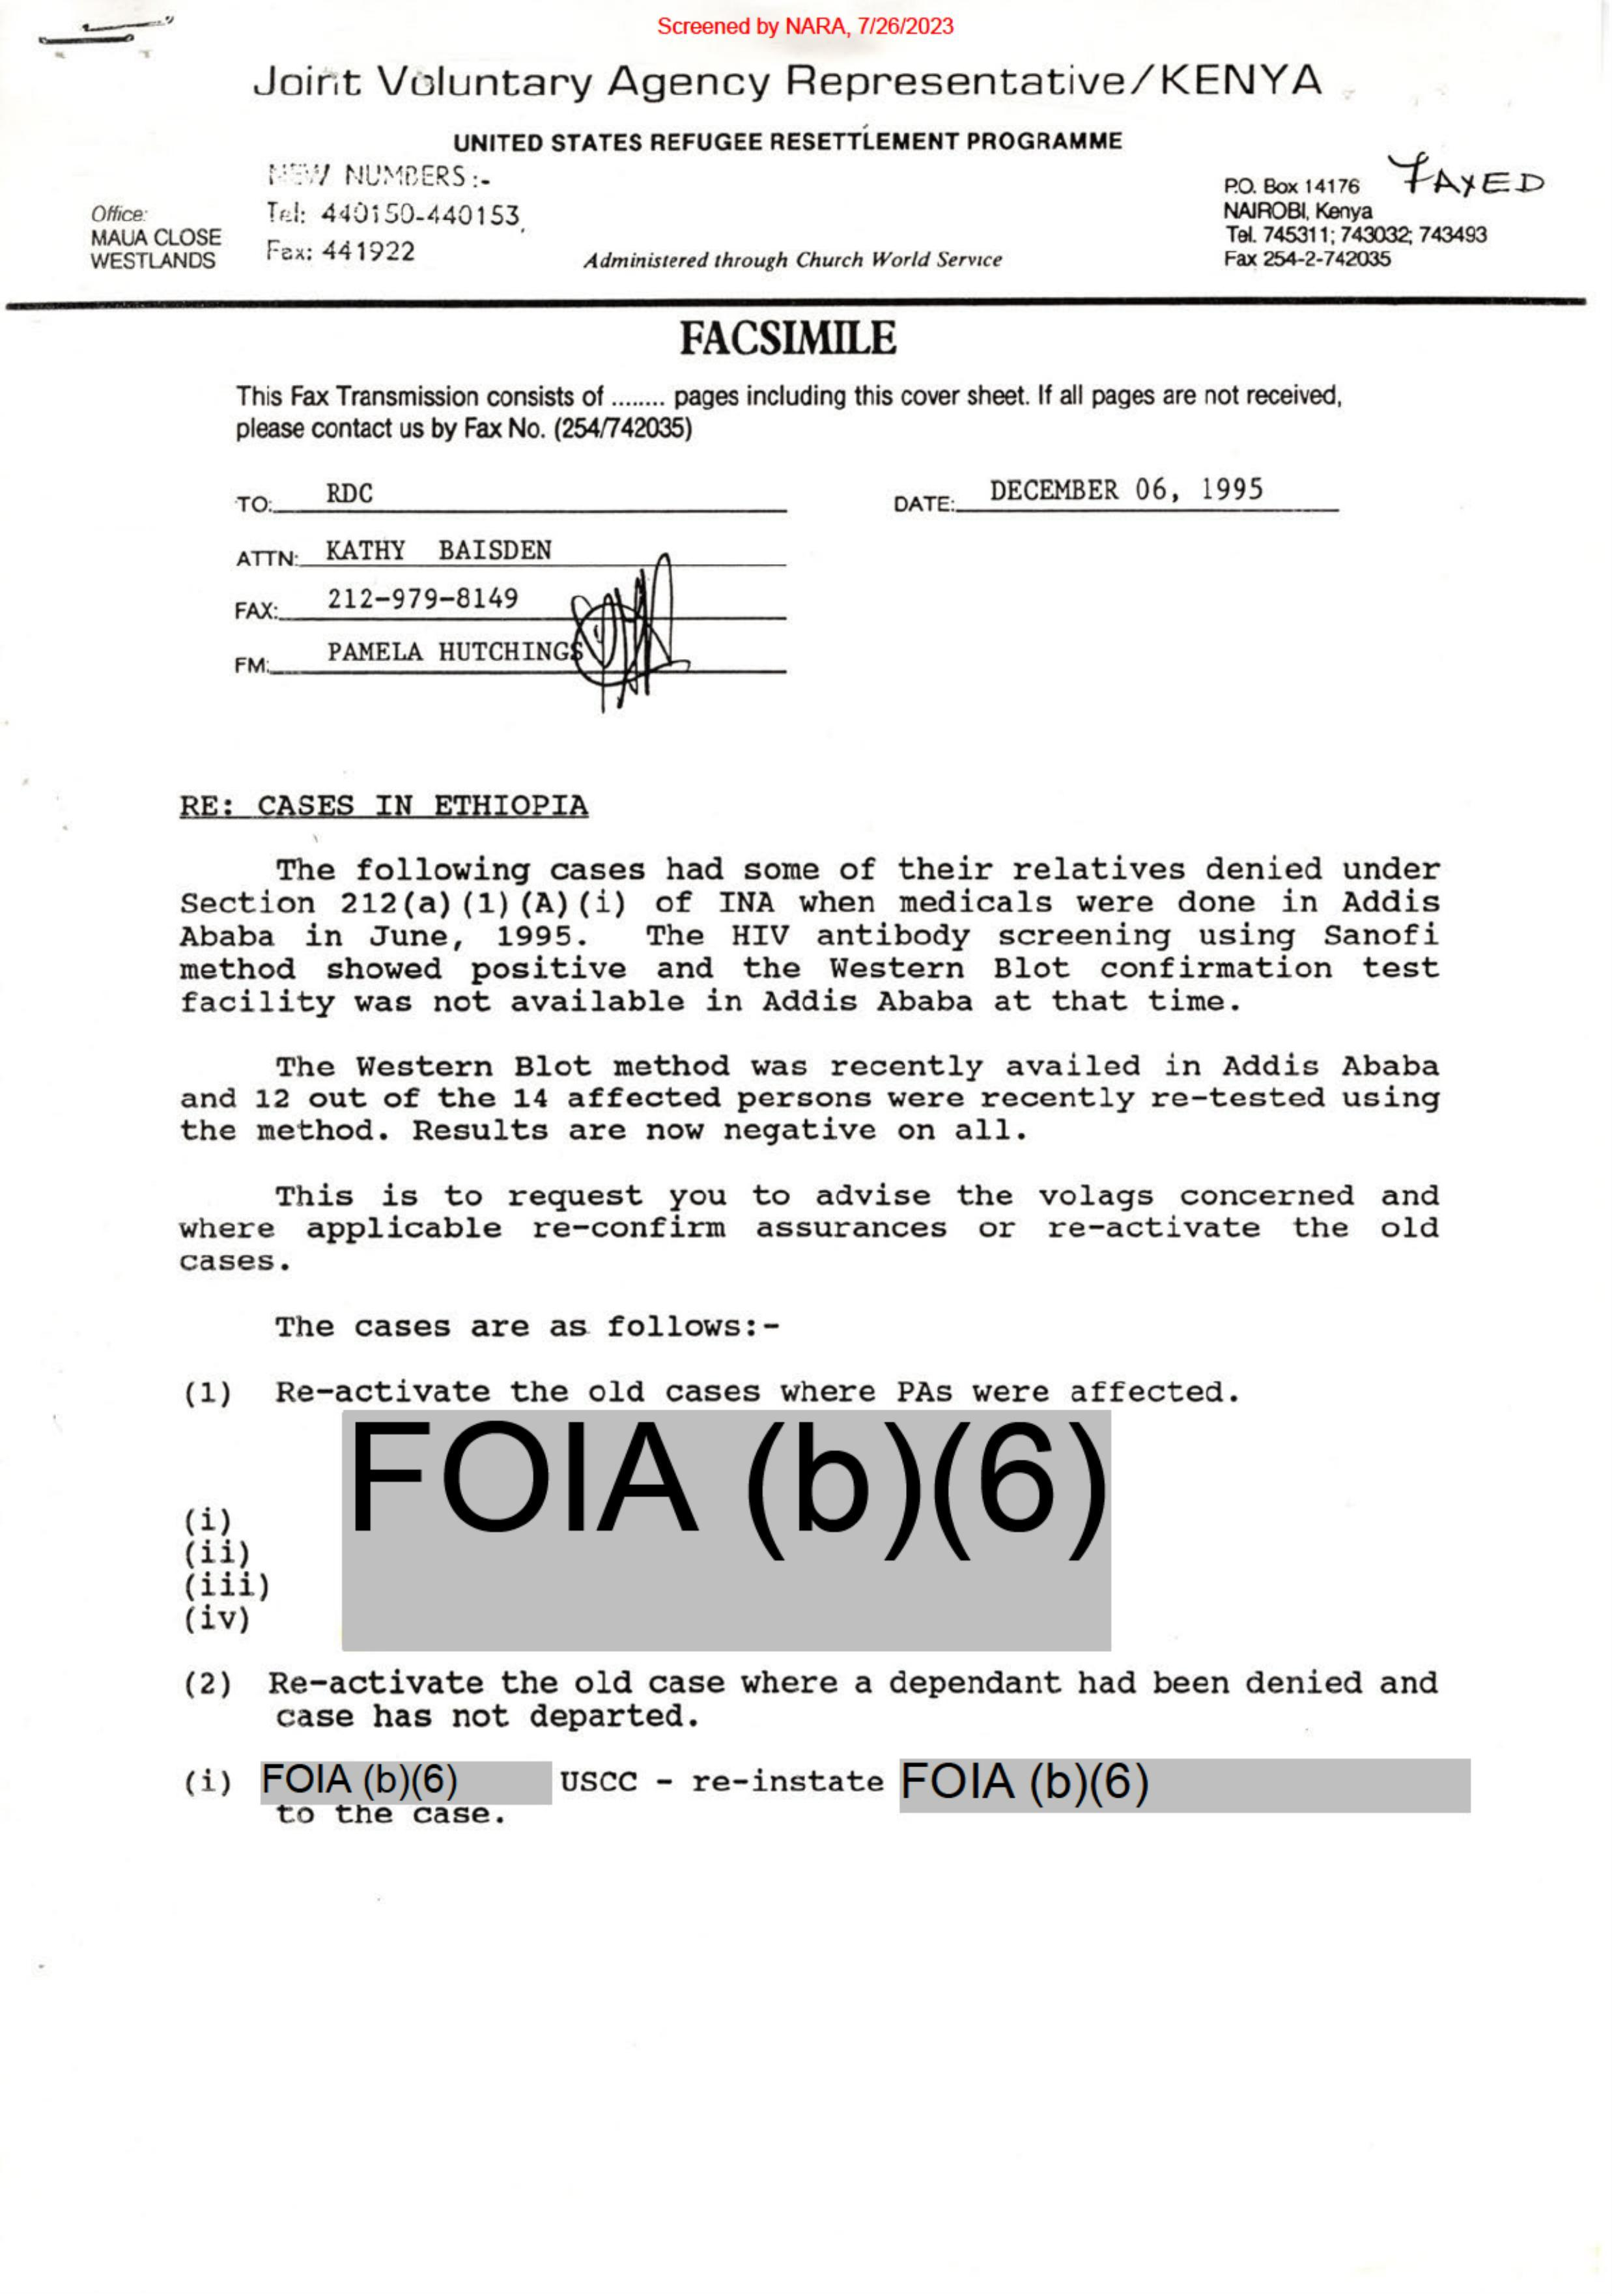 Screened by NARA, 7/26/2023
Joint Voluntary Agency Representative/KENYA
UNITED STATES REFUGEE RESETTLEMENT PROGRAMME
NEW NUMBERS:-
Tel: 440150-440153,
Fax: 441922
Office:
MAUA CLOSE
WESTLANDS
Administered through Church World Service
P.O. Box 14176
NAIROBI, Kenya
Tel. 745311; 743032; 743493
Fax 254-2-742035
FAXED
FACSIMILE
This Fax Transmission consists of ........ pages including this cover sheet. If all pages are not received,
please contact us by Fax No. (254/742035)
TO: RDC
DATE: DECEMBER 06, 1995
ATTN: KATHY BAISDEN
FAX: 212-979-8149
FM: PAMELA HUTCHINGS
RE: CASES IN ETHIOPIA
The following cases had some of their relatives denied under
Section 212(a)(1)(A)(i) of INA when medicals were done in Addis
Ababa in June, 1995. The HIV antibody screening using Sanofi
method showed positive and the Western Blot confirmation test
facility was not available in Addis Ababa at that time.
The Western Blot method was recently availed in Addis Ababa
and 12 out of the 14 affected persons were recently re-tested using
the method. Results are now negative on all.
This is to request you to advise the volags concerned and
where applicable re-confirm assurances or re-activate the old
cases.
The cases are as follows:-
(1) Re-activate the old cases where PAs were affected.
FOIA (b)(6)
(i)
(ii)
(iii)
(iv)
(2) Re-activate the old case where a dependant had been denied and
case has not departed.
(i) FOIA (b)(6) USCC - re-instate FOIA (b)(6)
to the case.